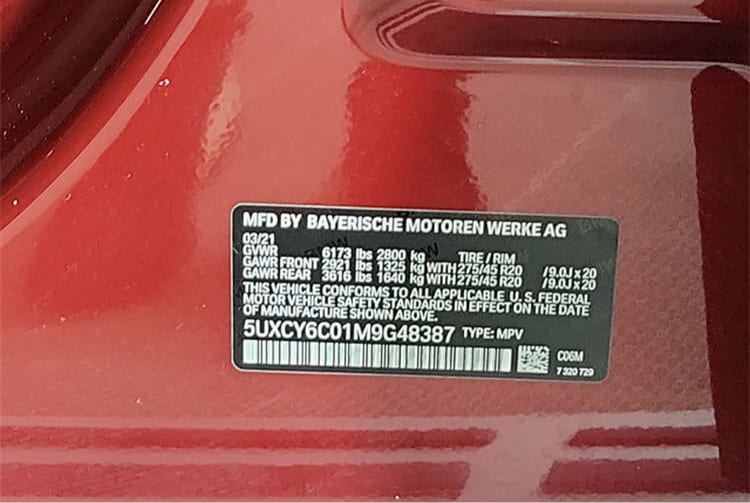 MFD BY BAYERISCHE MOTOREN WERKE AG
03/21
GVWR 6173 lbs 2800 kg TIRE / RIM
GAWR FRONT 2921 lbs 1325 kg WITH 275/45 R20 /9.0J x 20
GAWR REAR 3616 lbs 1640 kg WITH 275/45 R20 /9.0J x 20
THIS VEHICLE CONFORMS TO ALL APPLICABLE U. S. FEDERAL
MOTOR VEHICLE SAFETY STANDARDS IN EFFECT ON THE DATE
OF MANUFACTURE SHOWN ABOVE.
5UXCY6C01M9G48387 TYPE: MPV
C06M
7 320 729